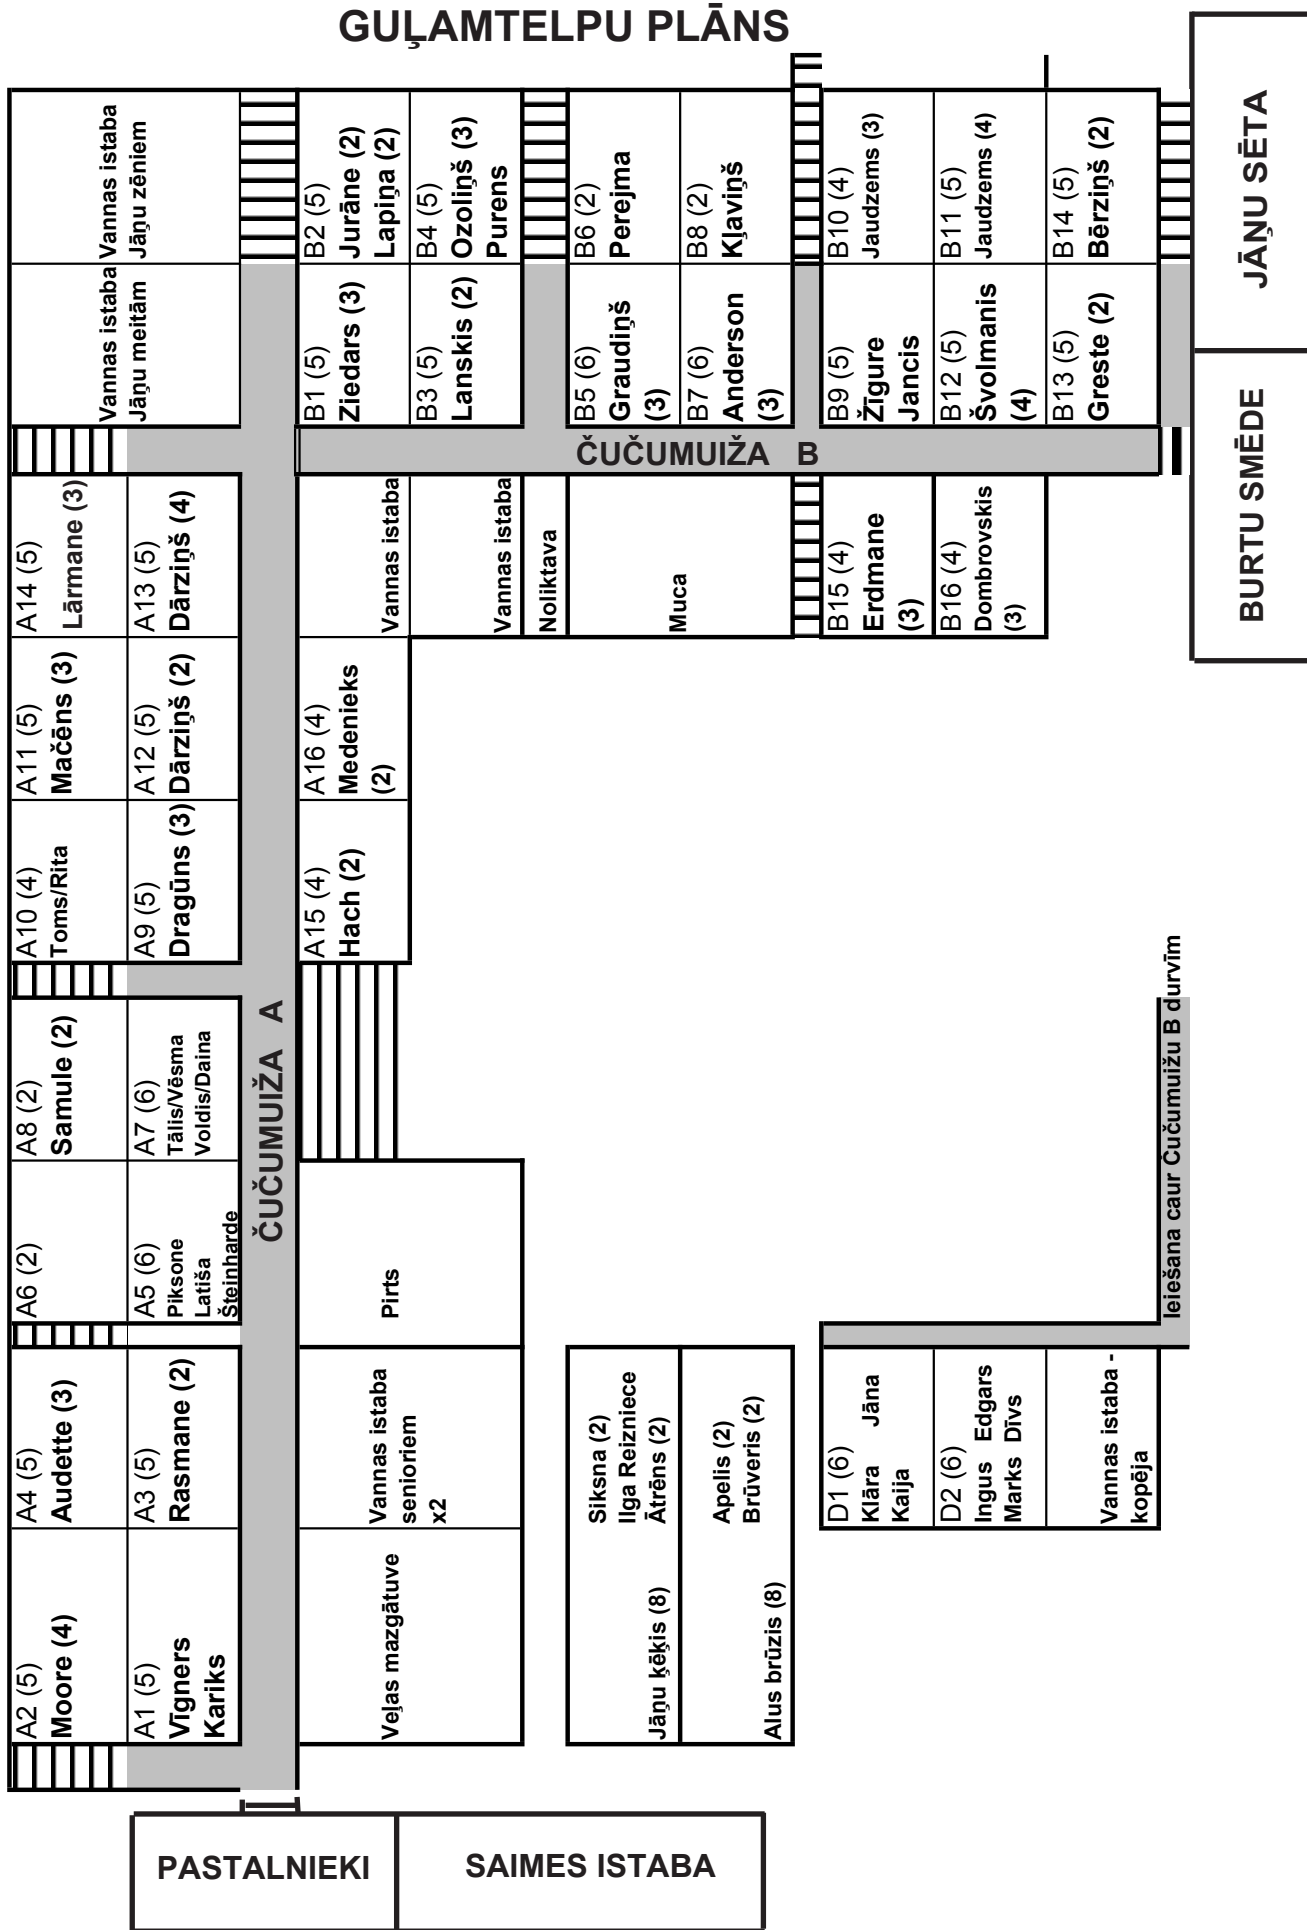 GUĻAMTELPU PLĀNS
JĀŅU SĒTA
BURTU SMĒDE
Vannas istaba
Jāņu zēniem
Vannas istaba
Jāņu meitām
B2 (5)
Jurāne (2)
Lapiņa (2)
B4 (5)
Ozoliņš (3)
Purens
B6 (2)
Perejma
B8 (2)
Kļaviņš
B10 (4)
Jaudzems (3)
B11 (5)
Jaudzems (4)
B14 (5)
Bērziņš (2)
B1 (5)
Ziedars (3)
B3 (5)
Lanskis (2)
B5 (6)
Graudiņš
(3)
B7 (6)
Anderson
(3)
B9 (5)
Žīgure
Jancis
B12 (5)
Švolmanis
(4)
B13 (5)
Greste (2)
ČUČUMUIŽA B
A14 (5)
Lārmane (3)
A13 (5)
Dārziņš (4)
Vannas istaba
Vannas istaba
Noliktava
Muca
B15 (4)
Erdmane
(3)
B16 (4)
Dombrovskis
(3)
A11 (5)
Mačēns (3)
A12 (5)
Dārziņš (2)
A16 (4)
Medenieks
(2)
A10 (4)
Toms/Rita
A9 (5)
Dragūns (3)
A15 (4)
Hach (2)
ČUČUMUIŽA A
A8 (2)
Samule (2)
A7 (6)
Tālis/Vēsma
Voldis/Daina
A6 (2)
A5 (6)
Piksone
Latiša
Šteinharde
Pirts
Ieiešana caur Čučumuižu B durvīm
A4 (5)
Audette (3)
A3 (5)
Rasmane (2)
Vannas istaba
senioriem
x2
Siksna (2)
Ilga Reizniece
Ātrēns (2)
Jāņu ķēķis (8)
Apelis (2)
Brūveris (2)
Alus brūzis (8)
D1 (6)
Klāra Jāna
Kaija
D2 (6)
Ingus Edgars
Marks Dīvs
Vannas istaba -
kopēja
A2 (5)
Moore (4)
A1 (5)
Vīgners
Kariks
Veļas mazgātuve
PASTALNIEKI
SAIMES ISTABA